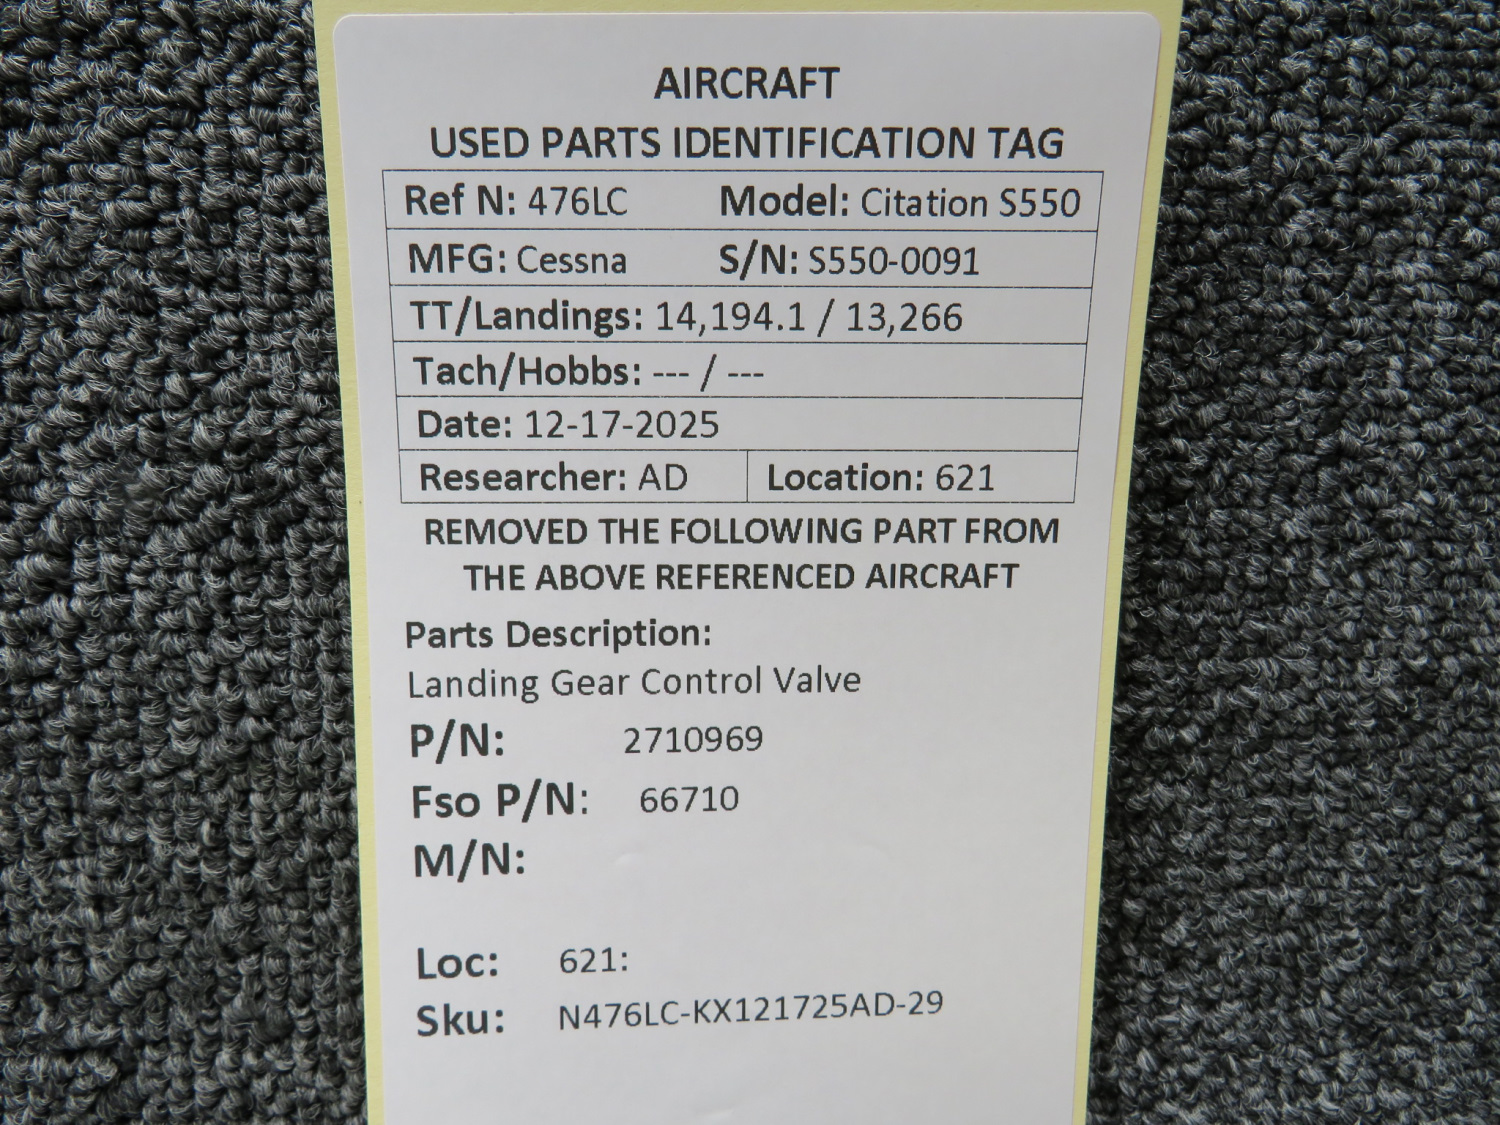 AIRCRAFT
USED PARTS IDENTIFICATION TAG
Ref N: 476LC Model: Citation S550
MFG: Cessna S/N: S550-0091
TT/Landings: 14,194.1 / 13,266
Tach/Hobbs: --- / ---
Date: 12-17-2025
Researcher: AD Location: 621
REMOVED THE FOLLOWING PART FROM
THE ABOVE REFERENCED AIRCRAFT
Parts Description:
Landing Gear Control Valve
P/N: 2710969
Fso P/N: 66710
M/N:
Loc: 621:
Sku: N476LC-KX121725AD-29